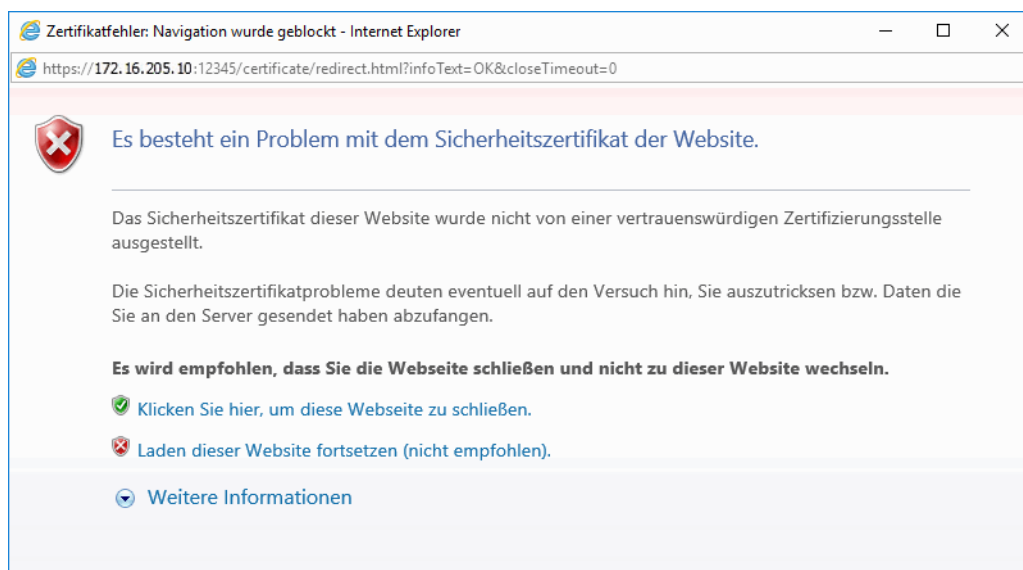 Zertifikatfehler: Navigation wurde geblockt - Internet Explorer
https://172.16.205.10:12345/certificate/redirect.html?infoText=OK&closeTimeout=0
Es besteht ein Problem mit dem Sicherheitszertifikat der Website.
Das Sicherheitszertifikat dieser Website wurde nicht von einer vertrauenswürdigen Zertifizierungsstelle
ausgestellt.
Die Sicherheitszertifikatprobleme deuten eventuell auf den Versuch hin, Sie auszutricksen bzw. Daten die
Sie an den Server gesendet haben abzufangen.
Es wird empfohlen, dass Sie die Webseite schließen und nicht zu dieser Website wechseln.
Klicken Sie hier, um diese Webseite zu schließen.
Laden dieser Website fortsetzen (nicht empfohlen).
Weitere Informationen